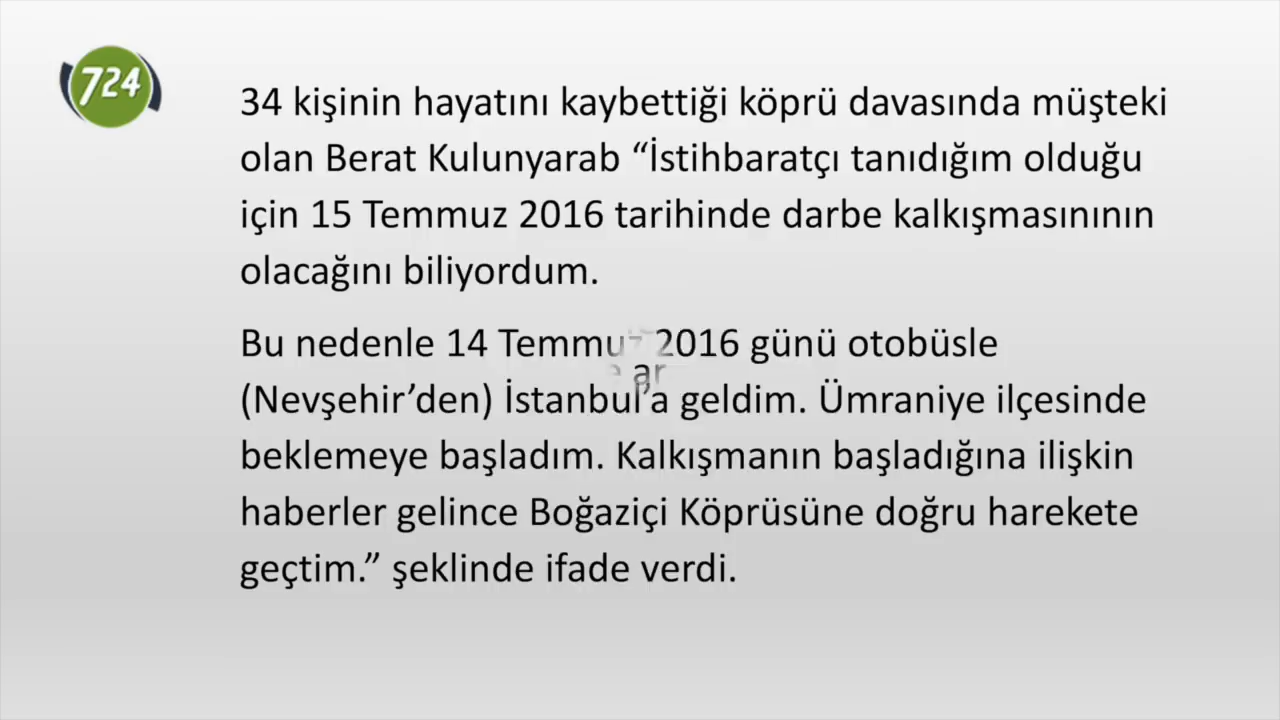 724
34 kişinin hayatını kaybettiği köprü davasında müşteki
olan Berat Kulunyarab “İstihbaratçı tanıdığım olduğu
için 15 Temmuz 2016 tarihinde darbe kalkışmasınının
olacağını biliyordum.
Bu nedenle 14 Temmuz 2016 günü otobüsle
(Nevşehir’den) İstanbul’a geldim. Ümraniye ilçesinde
beklemeye başladım. Kalkışmanın başladığına ilişkin
haberler gelince Boğaziçi Köprüsüne doğru harekete
geçtim.” şeklinde ifade verdi.